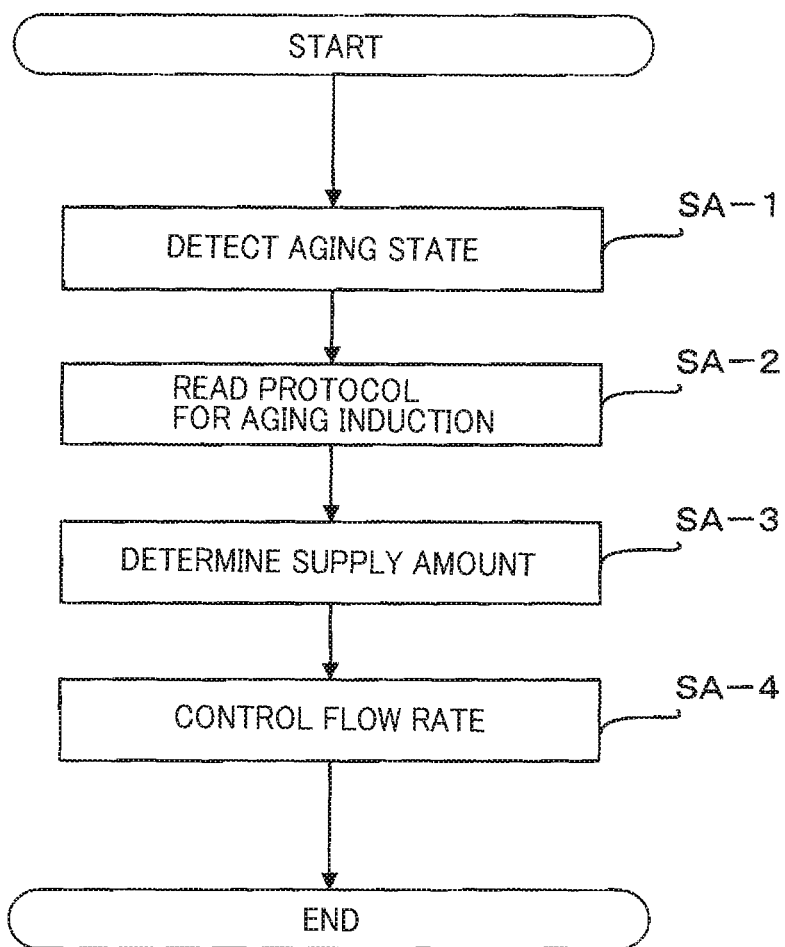 START
SA-1
DETECT AGING STATE
SA-2
READ PROTOCOL
FOR AGING INDUCTION
SA-3
DETERMINE SUPPLY AMOUNT
SA-4
CONTROL FLOW RATE
END